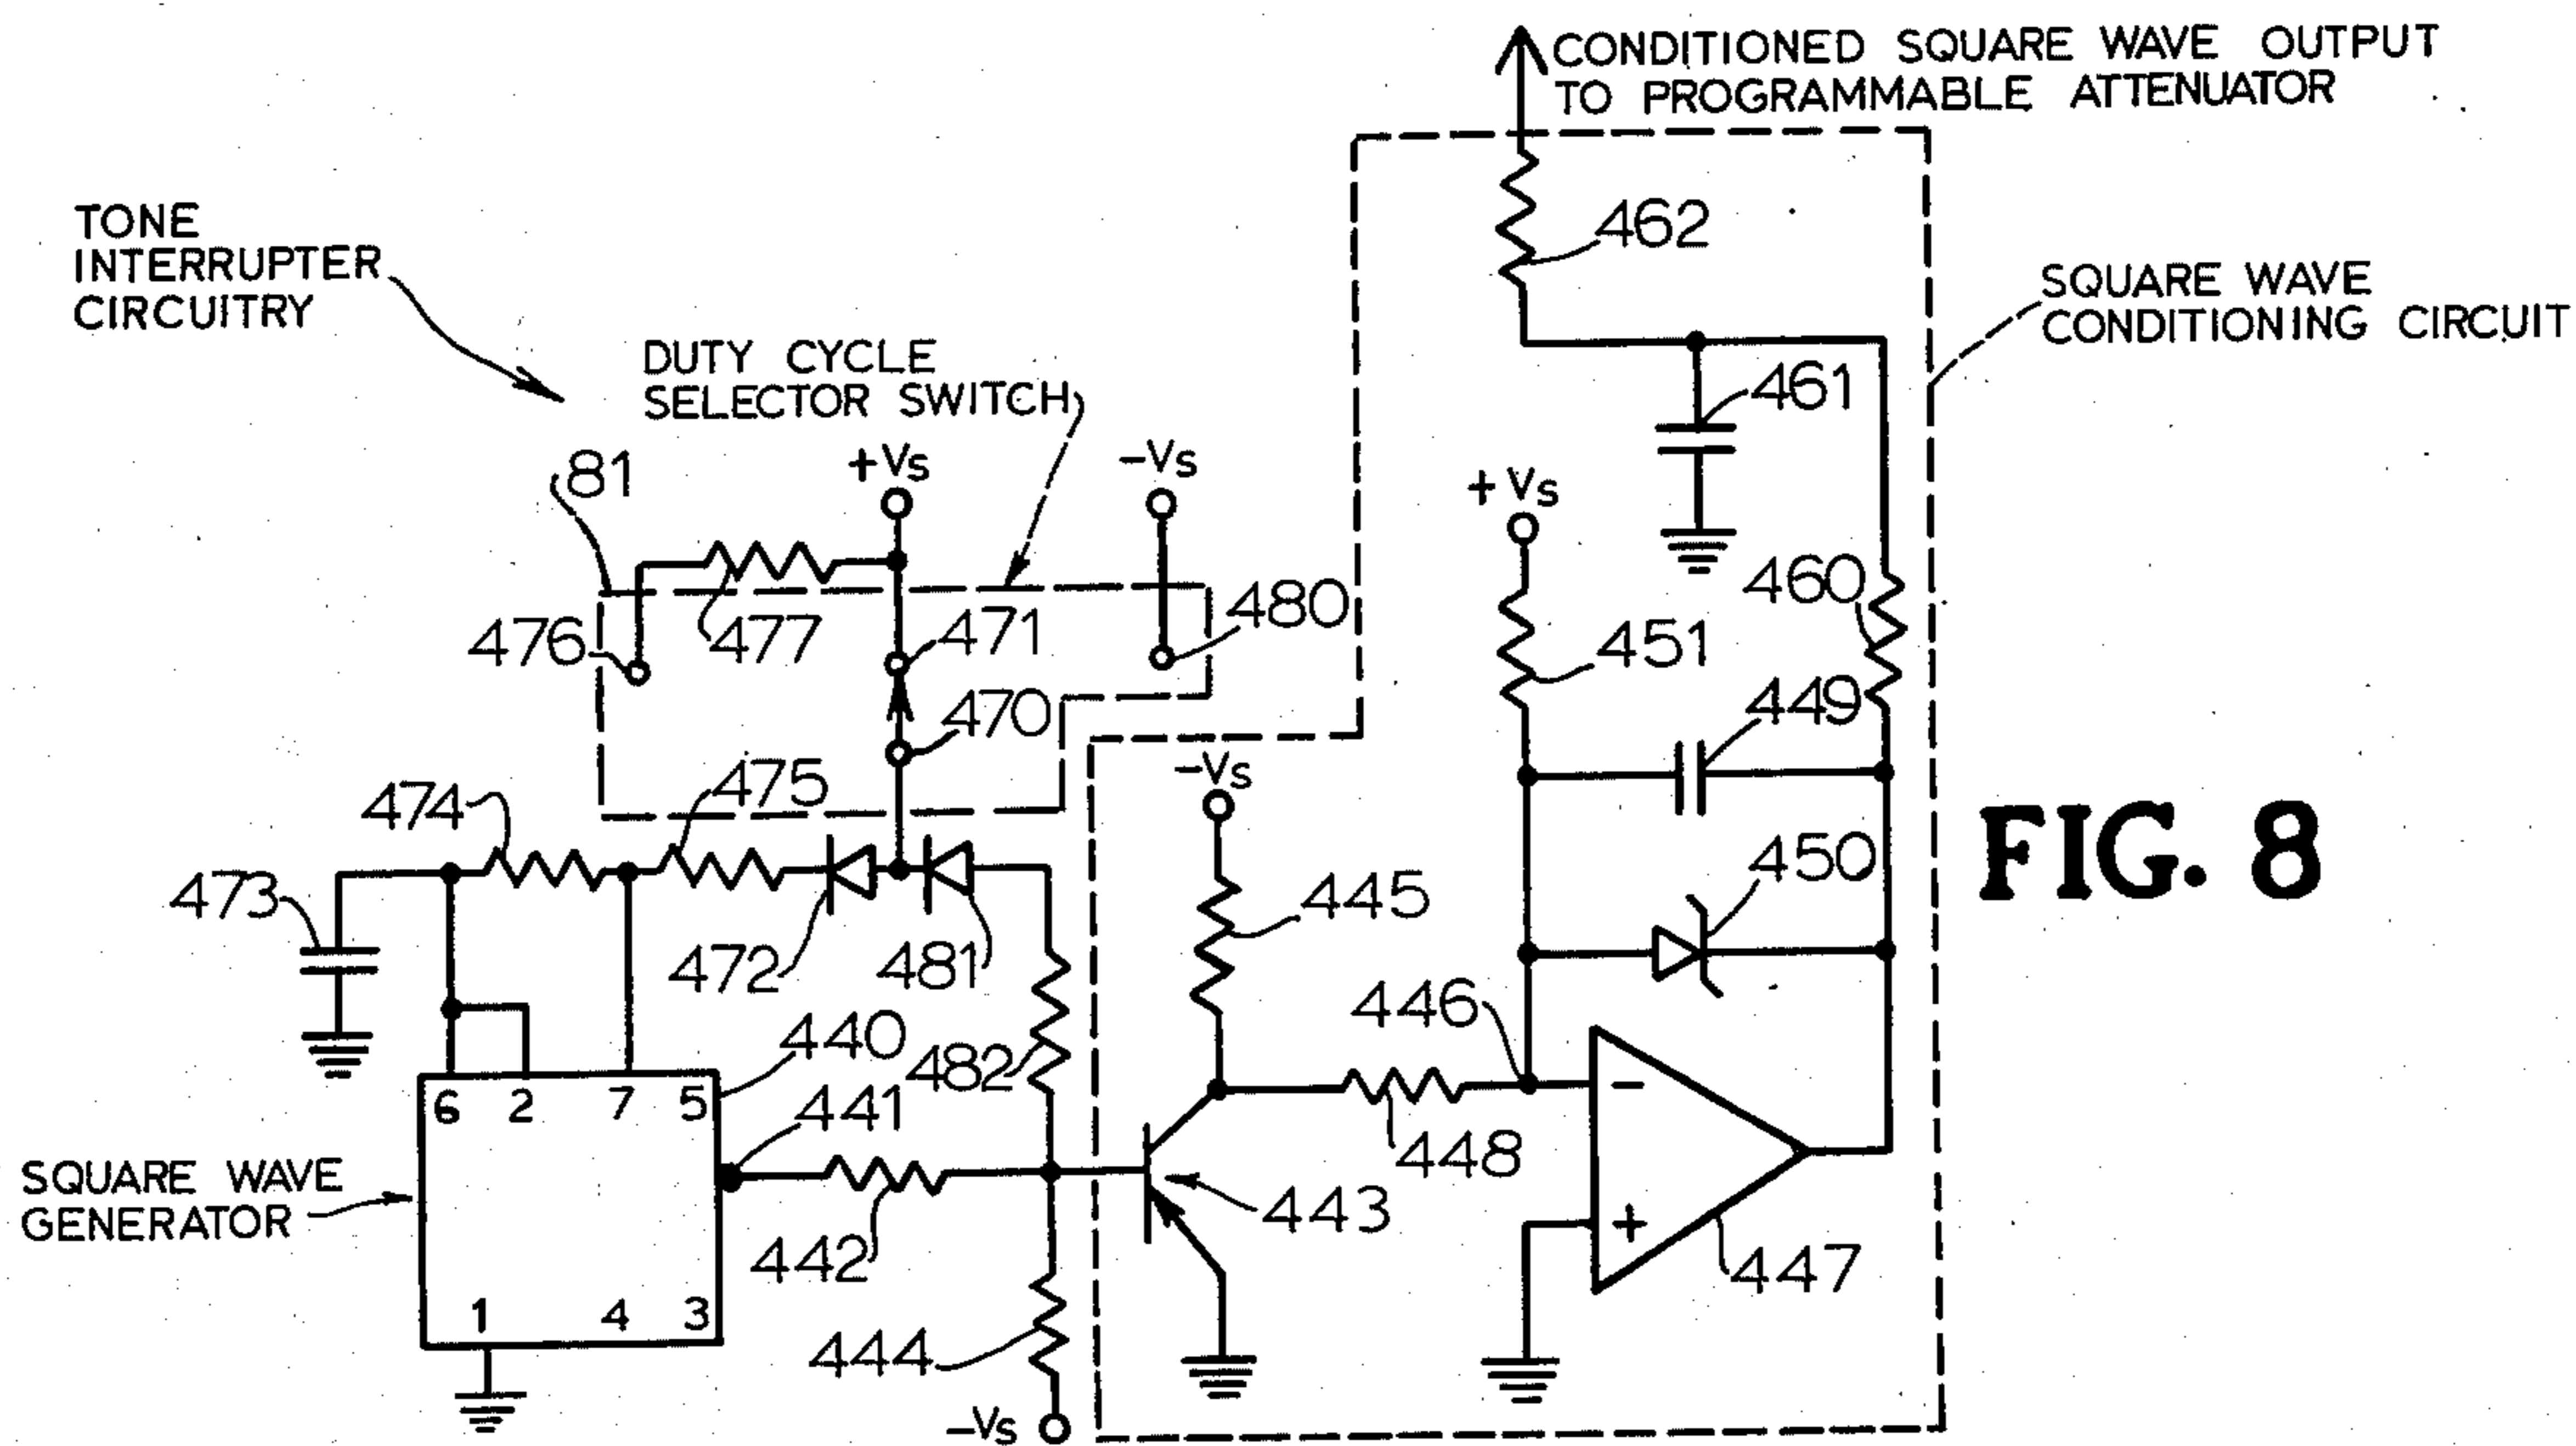 CONDITIONED SQUARE WAVE OUTPUT
TO PROGRAMMABLE ATTENUATOR
TONE
INTERRUPTER
CIRCUITRY
462
SQUARE WAVE
CONDITIONING CIRCUIT
DUTY CYCLE
SELECTOR SWITCH
461
81
+Vs
-Vs
+Vs
476
477
471
480
451
460
470
449
474
475
-Vs
473
472
481
445
450
FIG. 8
446
440
482
6 2 7 5
441
448
SQUARE WAVE
GENERATOR
442
443
- +
447
1 4 3
444
-Vs